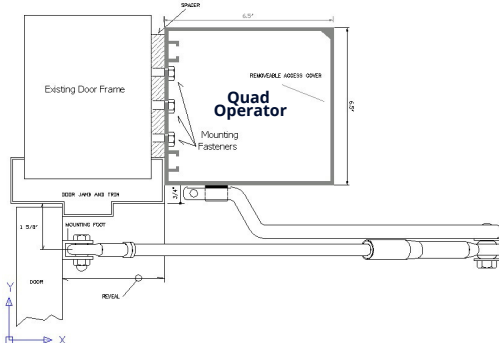 SPACER
6.5"
Existing Door Frame
REMOVEABLE ACCESS COVER
Quad
Operator
6.5"
Mounting
Fasteners
DOOR JAMB AND TRIM
3/4"
1 5/8"
MOUNTING FOOT
DOOR
REVEAL
Y
X